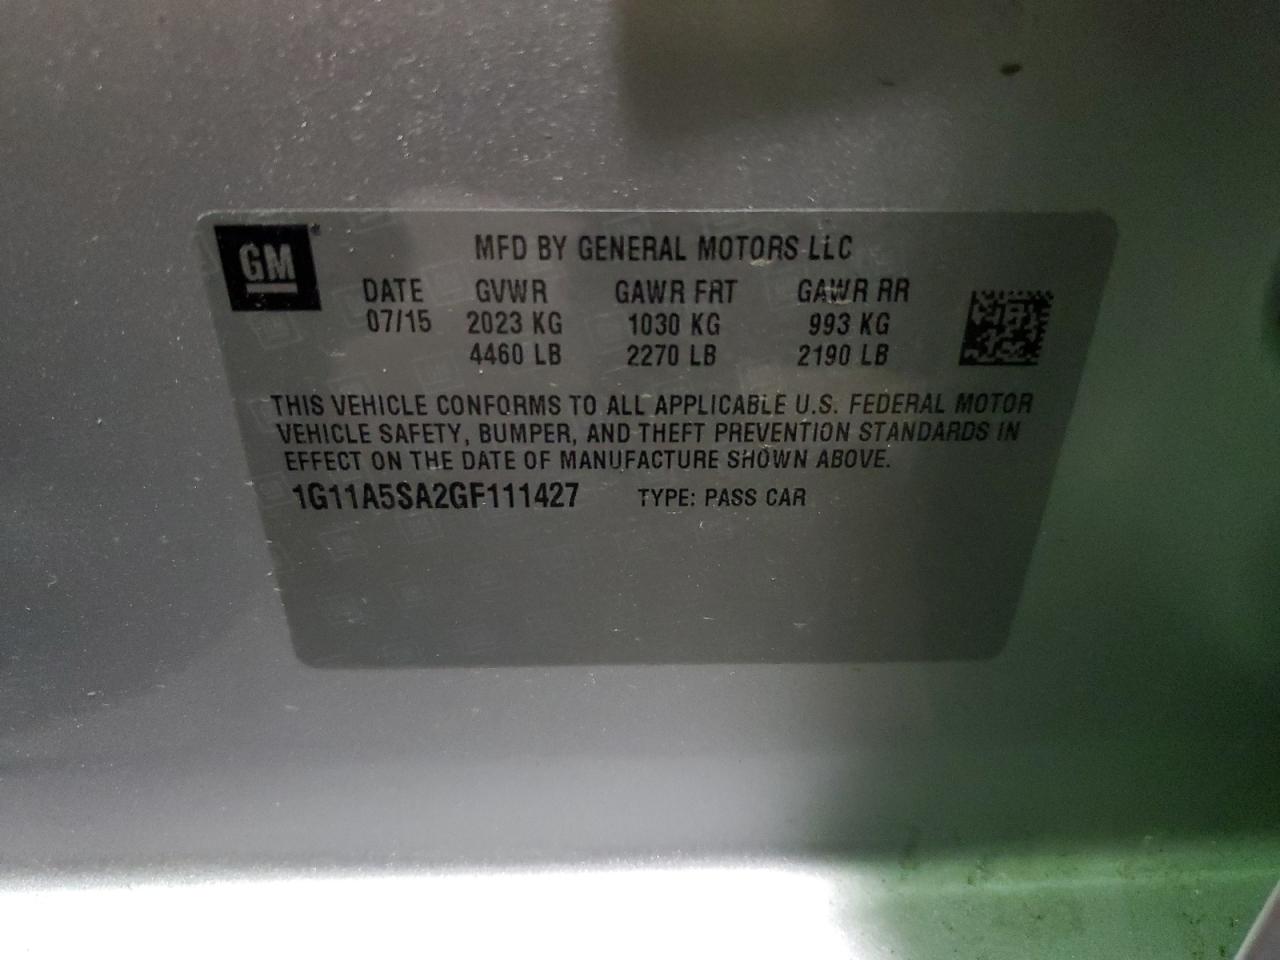 GM
MFD BY GENERAL MOTORS LLC
DATE GVWR GAWR FRT GAWR RR
07/15 2023 KG 1030 KG 993 KG
4460 LB 2270 LB 2190 LB
THIS VEHICLE CONFORMS TO ALL APPLICABLE U.S. FEDERAL MOTOR
VEHICLE SAFETY, BUMPER, AND THEFT PREVENTION STANDARDS IN
EFFECT ON THE DATE OF MANUFACTURE SHOWN ABOVE.
1G11A5SA2GF111427 TYPE: PASS CAR